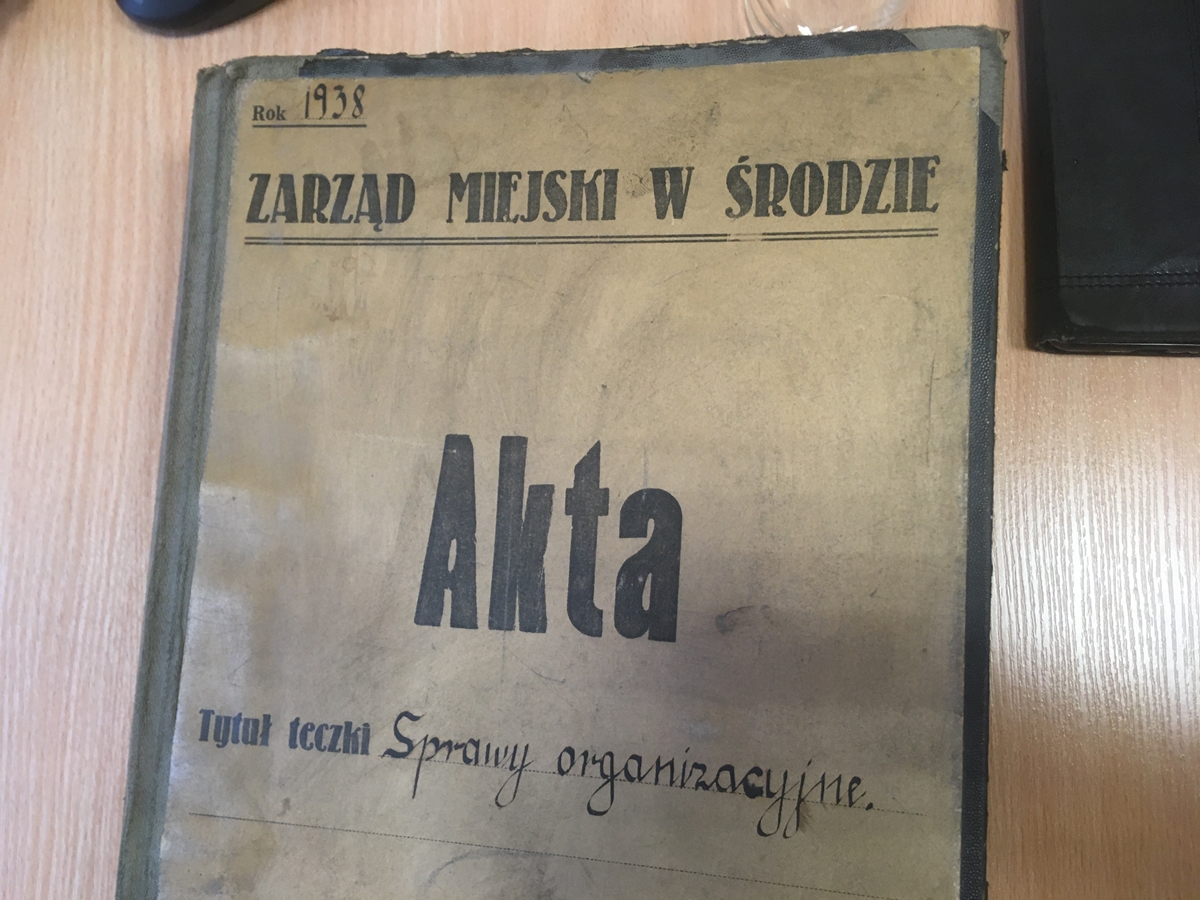 Rok 1938
ZARZĄD MIEJSKI W ŚRODZIE
Akta
Tytuł teczki Sprawy organizacyjne.